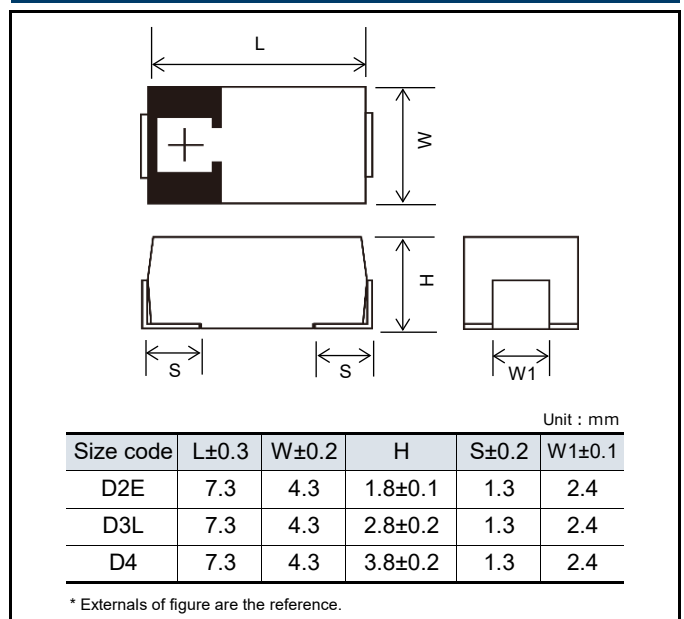 L
+
W
H
S
S
W1
Unit : mm
Size code L±0.3 W±0.2 H S±0.2 W1±0.1
D2E 7.3 4.3 1.8±0.1 1.3 2.4
D3L 7.3 4.3 2.8±0.2 1.3 2.4
D4 7.3 4.3 3.8±0.2 1.3 2.4
* Externals of figure are the reference.